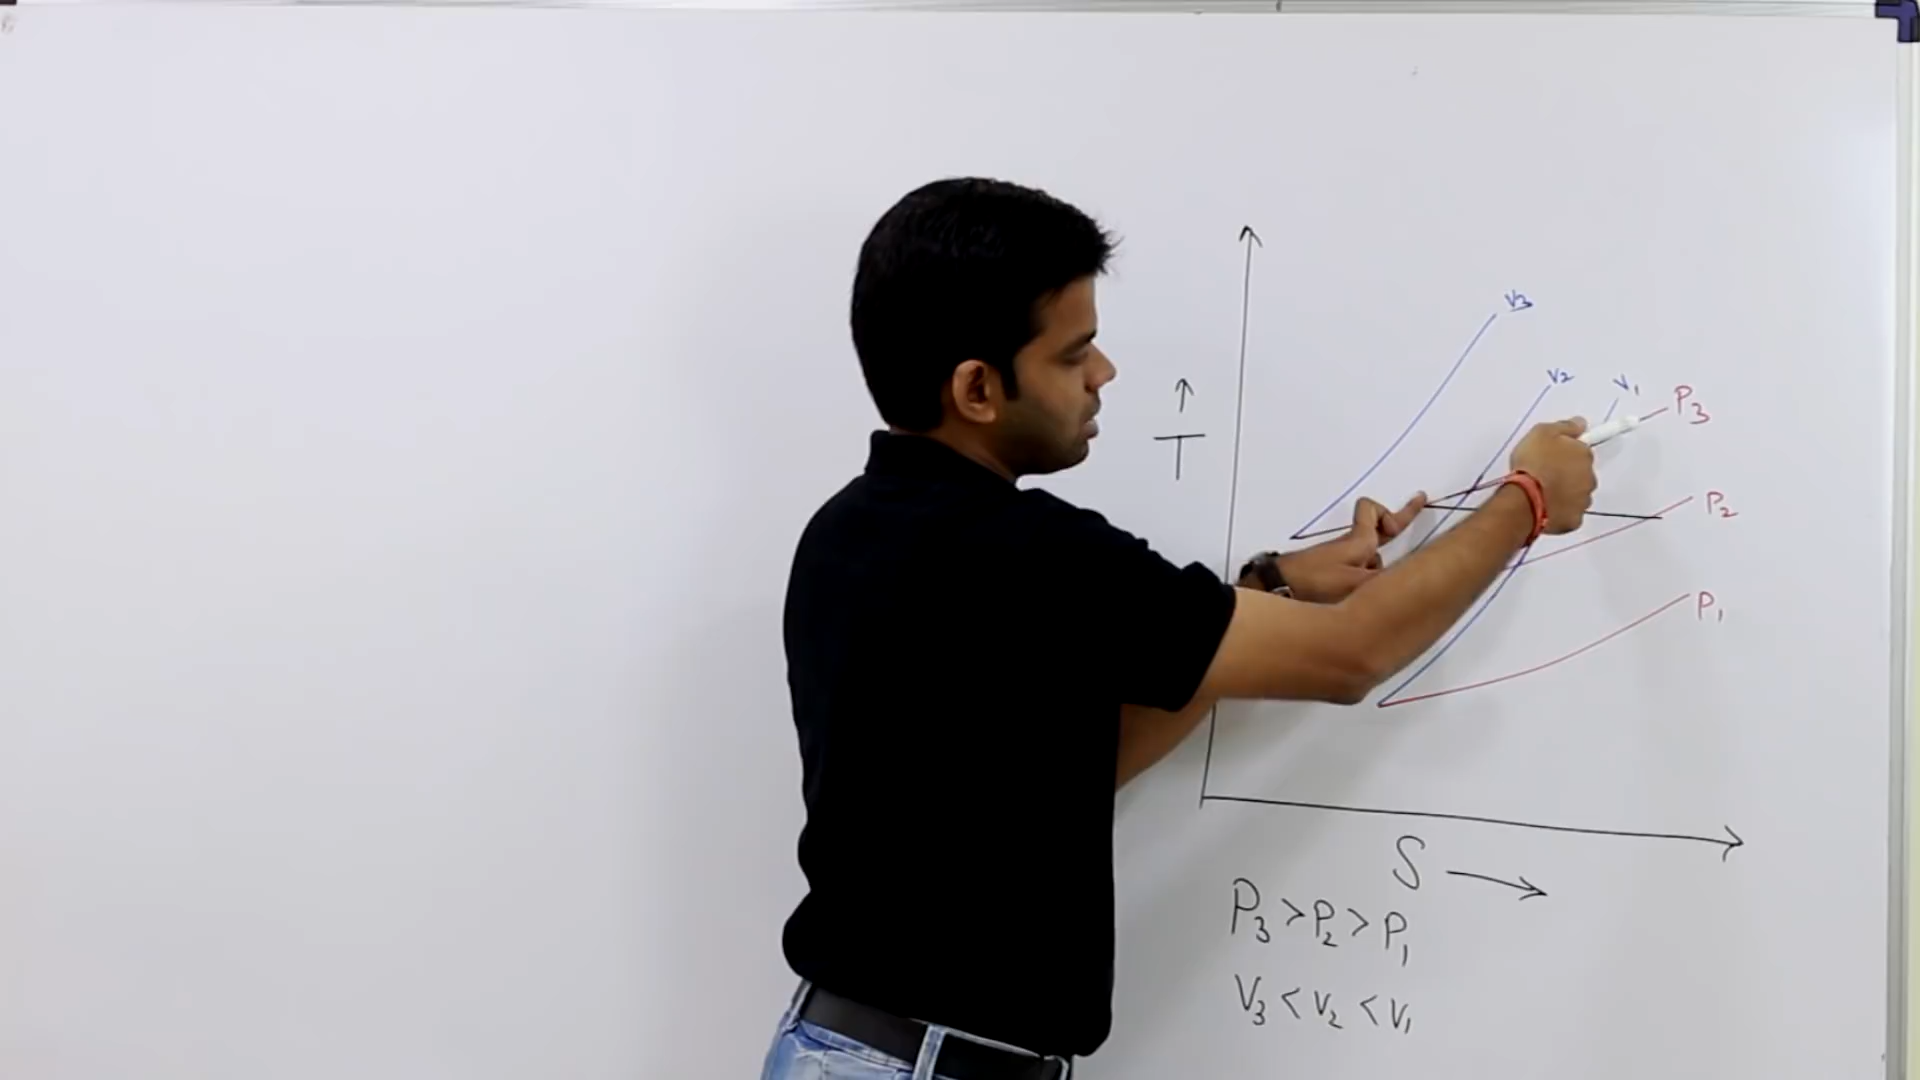 V3
V2
V1
P3
T
P2
P1
S
P3 > P2 > P1
V3 < V2 < V1